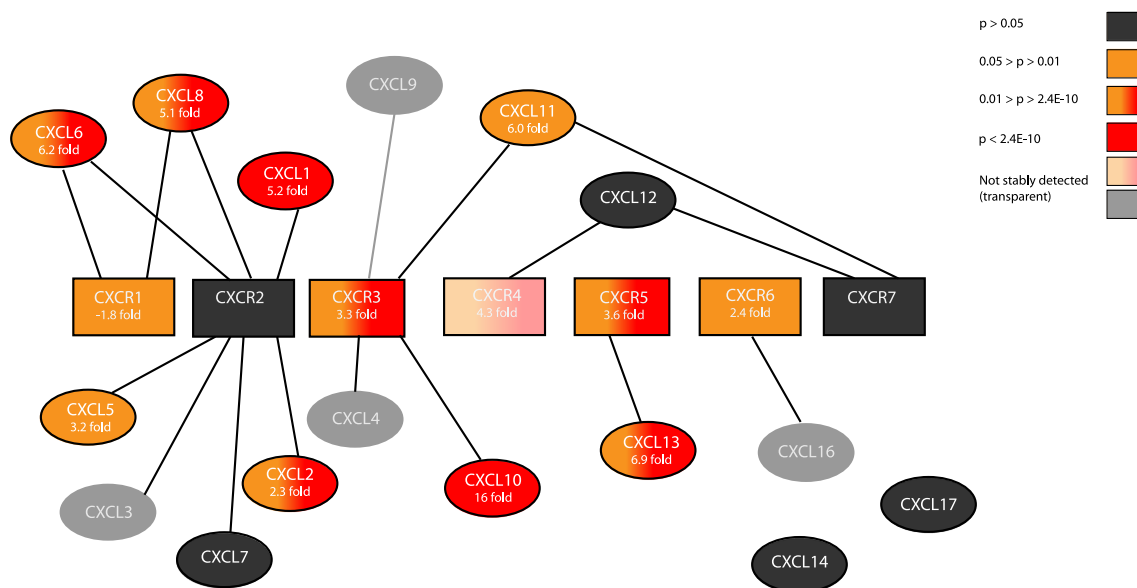 p > 0.05
0.05 > p > 0.01
0.01 > p > 2.4E-10
p < 2.4E-10
Not stably detected
(transparent)
CXCL9
CXCL8
5.1 fold
CXCL11
6.0 fold
CXCL6
6.2 fold
CXCL1
5.2 fold
CXCL12
CXCR1
-1.8 fold
CXCR2
CXCR3
3.3 fold
CXCR4
4.3 fold
CXCR5
3.6 fold
CXCR6
2.4 fold
CXCR7
CXCL5
3.2 fold
CXCL4
CXCL13
6.9 fold
CXCL16
CXCL2
2.3 fold
CXCL10
16 fold
CXCL3
CXCL17
CXCL7
CXCL14